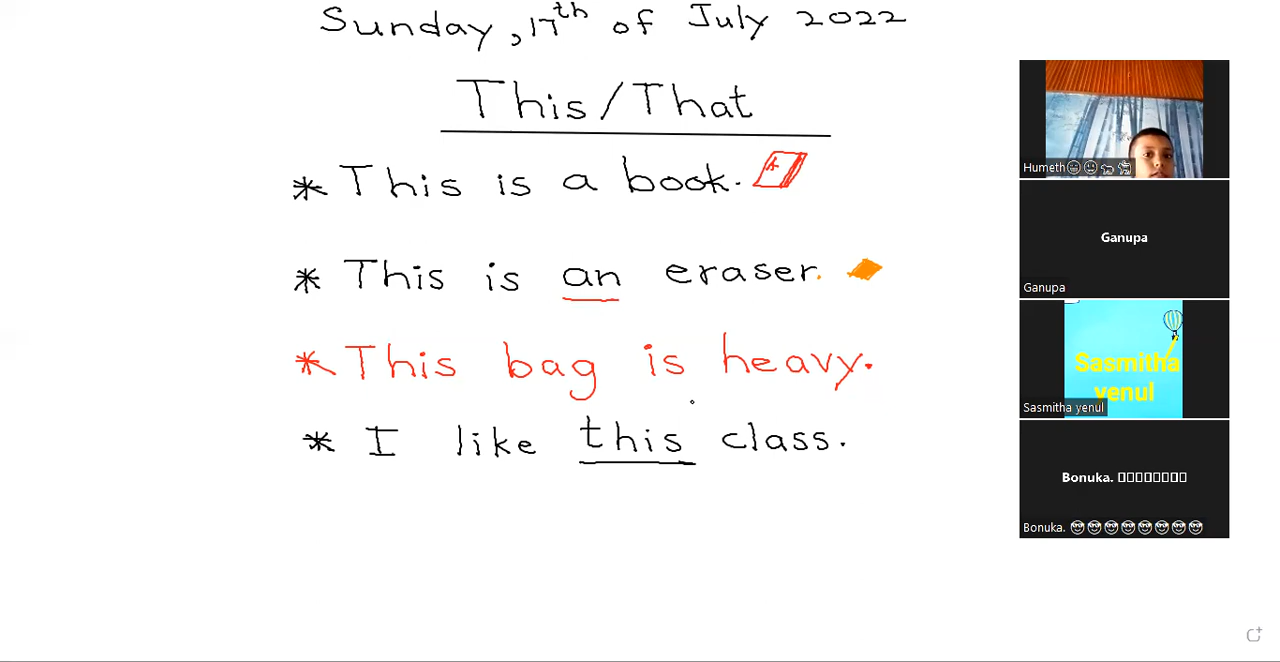 Sunday, 17th of July 2022
This/That
* This is a book.
* This is an eraser.
* This bag is heavy.
* I like this class.
Humeth😁🙂🐑🐏
Ganupa
Ganupa
Sasmitha
yenul
Sasmitha yenul
Bonuka. ▯▯▯▯▯▯▯▯
Bonuka. 😎😎😎😎😎😎😎😎